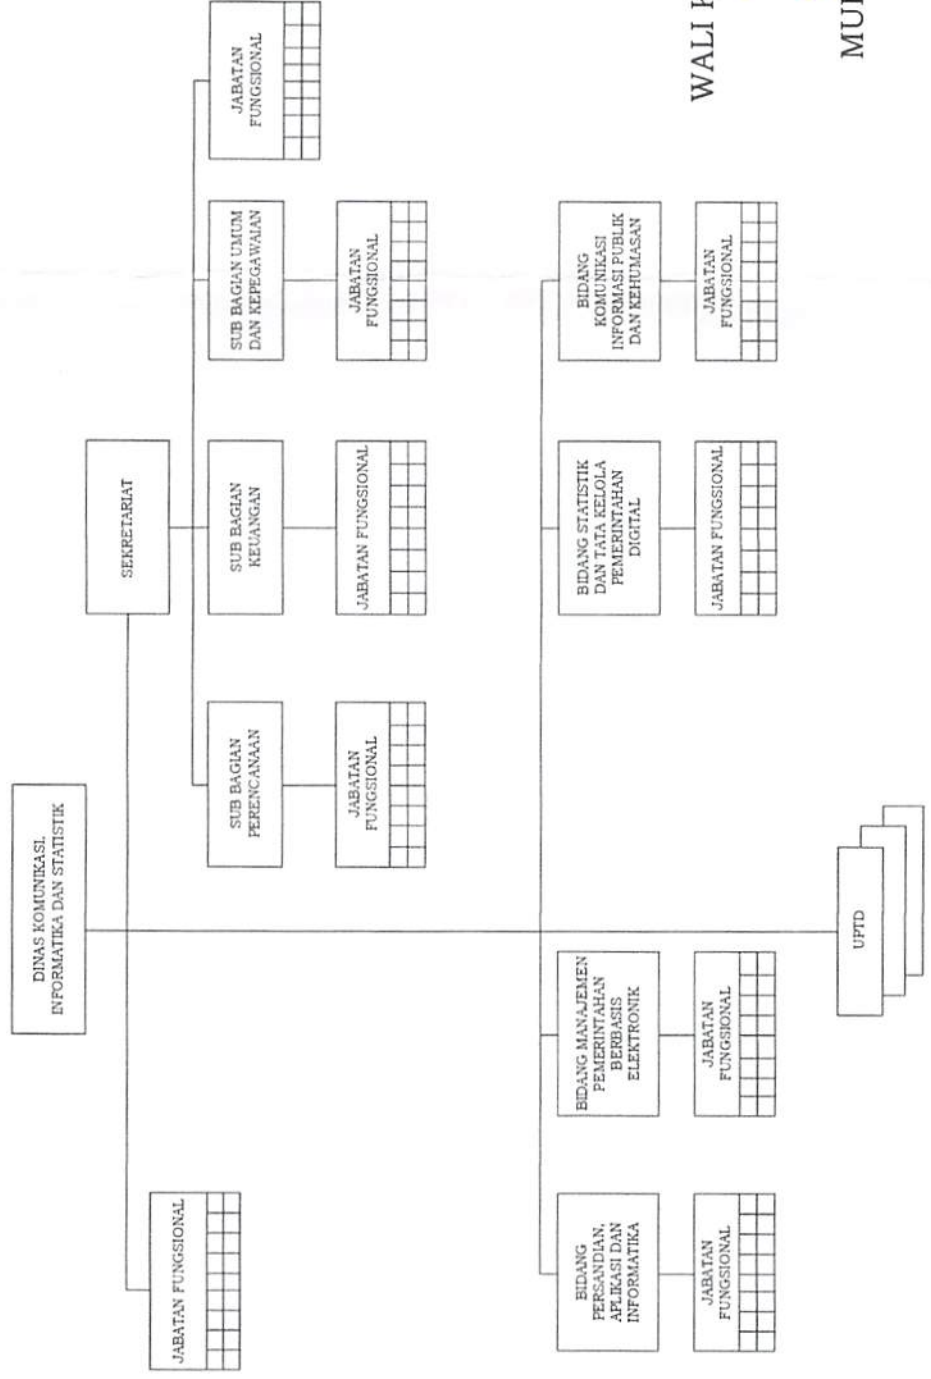 DINAS KOMUNIKASI,
INFORMATIKA DAN STATISTIK
SEKRETARIAT
JABATAN FUNGSIONAL
SUB BAGIAN
PERENCANAAN
SUB BAGIAN
KEUANGAN
SUB BAGIAN UMUM
DAN KEPEGAWAIAN
JABATAN
FUNGSIONAL
JABATAN
FUNGSIONAL
JABATAN FUNGSIONAL
JABATAN
FUNGSIONAL
BIDANG
PERSANDIAN,
APLIKASI DAN
INFORMATIKA
BIDANG MANAJEMEN
PEMERINTAHAN
BERBASIS
ELEKTRONIK
BIDANG STATISTIK
DAN TATA KELOLA
PEMERINTAHAN
DIGITAL
BIDANG
KOMUNIKASI
INFORMASI PUBLIK
DAN KEHUMASAN
JABATAN
FUNGSIONAL
JABATAN
FUNGSIONAL
JABATAN FUNGSIONAL
JABATAN
FUNGSIONAL
UPTD
WALI